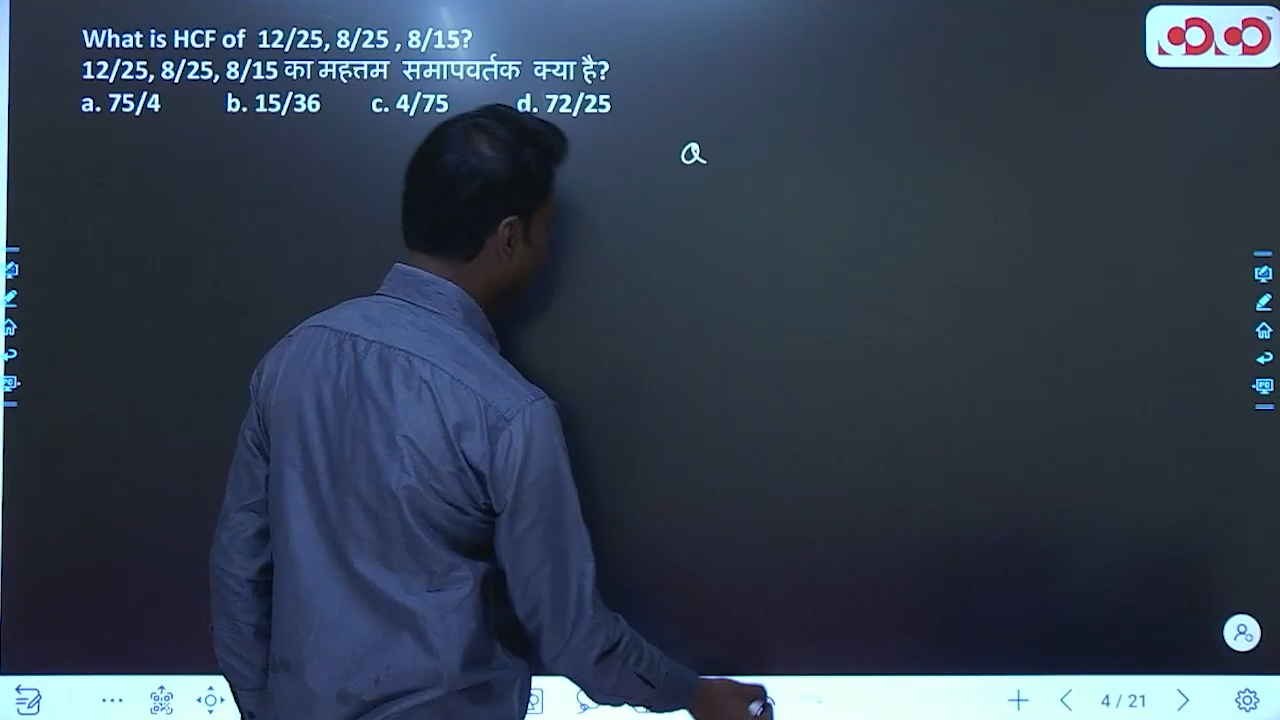 What is HCF of 12/25, 8/25 , 8/15?
12/25, 8/25, 8/15 का महत्तम समापवर्तक क्या है?
a. 75/4 b. 15/36 c. 4/75 d. 72/25
a
4 / 21